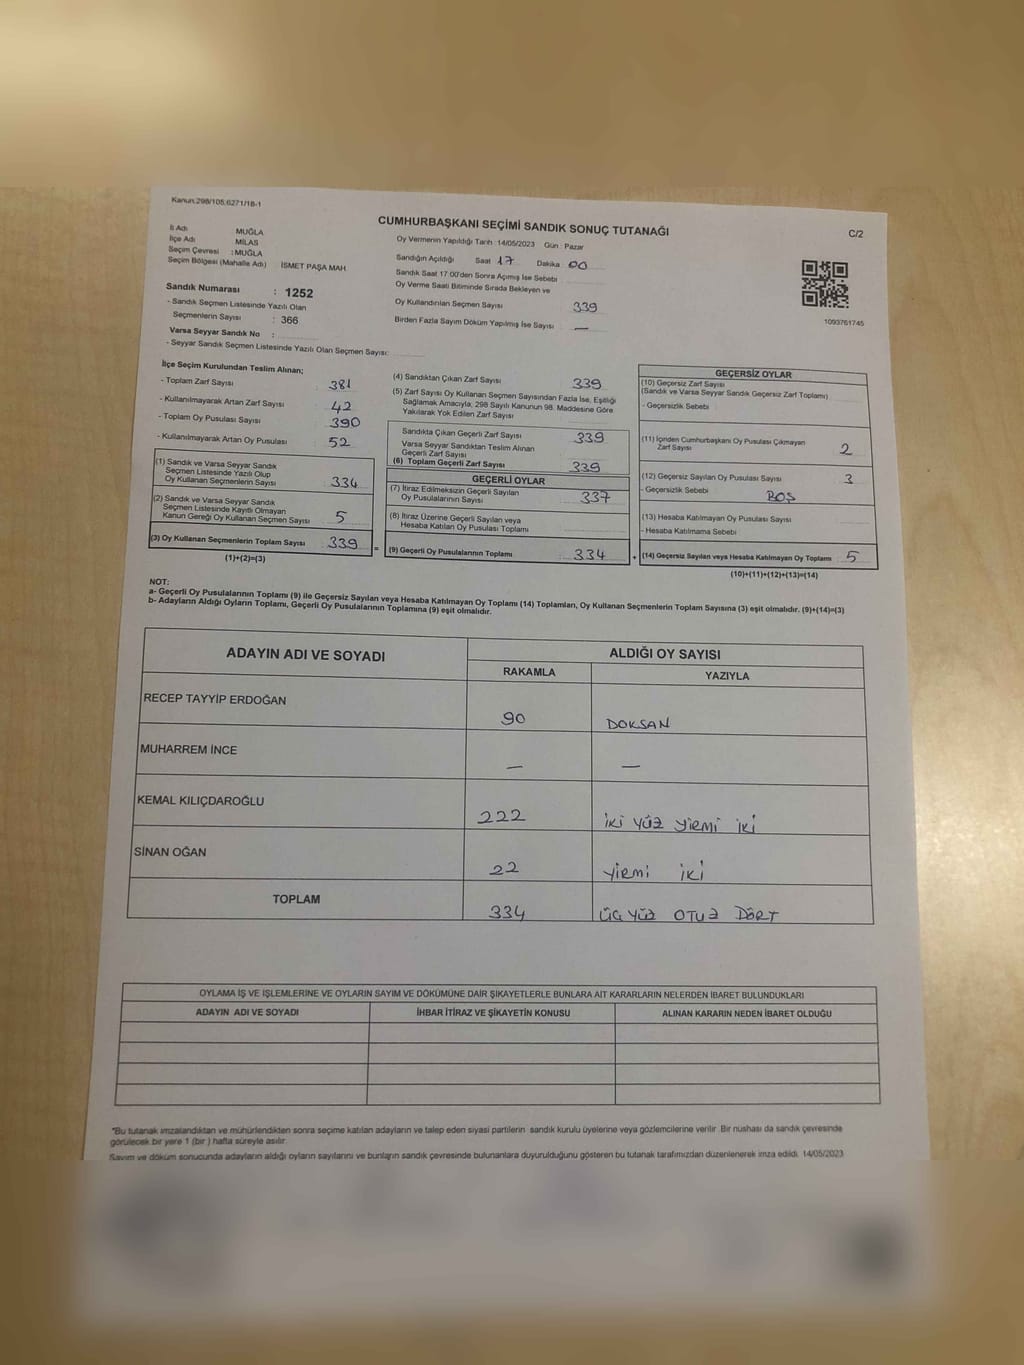 Kanun:298/105;6271/18-1
CUMHURBAŞKANI SEÇİMİ SANDIK SONUÇ TUTANAĞI
C/2
İl Adı MUĞLA
İlçe Adı MİLAS
Seçim Çevresi : MUĞLA
Seçim Bölgesi (Mahalle Adı) İSMET PAŞA MAH.
Oy Vermenin Yapıldığı Tarih 14/05/2023 Gün : Pazar
Sandığın Açıldığı Saat 17 Dakika 00
Sandık Saat 17:00'den Sonra Açılmış İse Sebebi
Oy Verme Saati Bitiminde Sırada Bekleyen ve
Oy Kullandırılan Seçmen Sayısı 339
Birden Fazla Sayım Döküm Yapılmış İse Sayısı —
1093761745
Sandık Numarası : 1252
- Sandık Seçmen Listesinde Yazılı Olan
Seçmenlerin Sayısı : 366
Varsa Seyyar Sandık No :
- Seyyar Sandık Seçmen Listesinde Yazılı Olan Seçmen Sayısı:
İlçe Seçim Kurulundan Teslim Alınan;
- Toplam Zarf Sayısı 381
- Kullanılmayarak Artan Zarf Sayısı 42
- Toplam Oy Pusulası Sayısı 390
- Kullanılmayarak Artan Oy Pusulası 52
(1) Sandık ve Varsa Seyyar Sandık
Seçmen Listesinde Yazılı Olup
Oy Kullanan Seçmenlerin Sayısı 334
(2) Sandık ve Varsa Seyyar Sandık
Seçmen Listesinde Kayıtlı Olmayan
Kanun Gereği Oy Kullanan Seçmen Sayısı 5
(3) Oy Kullanan Seçmenlerin Toplam Sayısı 339
(1)+(2)=(3)
(4) Sandıktan Çıkan Zarf Sayısı 339
(5) Zarf Sayısı Oy Kullanan Seçmen Sayısından Fazla İse, Eşitliği
Sağlamak Amacıyla, 298 Sayılı Kanunun 98. Maddesine Göre
Yakılarak Yok Edilen Zarf Sayısı
Sandıkta Çıkan Geçerli Zarf Sayısı 339
Varsa Seyyar Sandıktan Teslim Alınan
Geçerli Zarf Sayısı
(6) Toplam Geçerli Zarf Sayısı 339
GEÇERLİ OYLAR
(7) İtiraz Edilmeksizin Geçerli Sayılan
Oy Pusulalarının Sayısı 337
(8) İtiraz Üzerine Geçerli Sayılan veya
Hesaba Katılan Oy Pusulası Toplamı
= (9) Geçerli Oy Pusulalarının Toplamı 334
GEÇERSİZ OYLAR
(10) Geçersiz Zarf Sayısı
(Sandık ve Varsa Seyyar Sandık Geçersiz Zarf Toplamı)
- Geçersizlik Sebebi
(11) İçinden Cumhurbaşkanı Oy Pusulası Çıkmayan
Zarf Sayısı 2
(12) Geçersiz Sayılan Oy Pusulası Sayısı 3
- Geçersizlik Sebebi BOŞ
(13) Hesaba Katılmayan Oy Pusulası Sayısı
- Hesaba Katılmama Sebebi
+ (14) Geçersiz Sayılan veya Hesaba Katılmayan Oy Toplamı 5
(10)+(11)+(12)+(13)=(14)
NOT:
a- Geçerli Oy Pusulalarının Toplamı (9) ile Geçersiz Sayılan veya Hesaba Katılmayan Oy Toplamı (14) Toplamları, Oy Kullanan Seçmenlerin Toplam Sayısına (3) eşit olmalıdır. (9)+(14)=(3)
b- Adayların Aldığı Oyların Toplamı, Geçerli Oy Pusulalarının Toplamına (9) eşit olmalıdır.
ADAYIN ADI VE SOYADI
ALDIĞI OY SAYISI
RAKAMLA YAZIYLA
RECEP TAYYİP ERDOĞAN 90 DOKSAN
MUHARREM İNCE — —
KEMAL KILIÇDAROĞLU 222 iki yüz yirmi iki
SİNAN OĞAN 22 yirmi iki
TOPLAM 334 üç yüz OTUZ DÖRT
OYLAMA İŞ VE İŞLEMLERİNE VE OYLARIN SAYIM VE DÖKÜMÜNE DAİR ŞİKAYETLERLE BUNLARA AİT KARARLARIN NELERDEN İBARET BULUNDUKLARI
ADAYIN ADI VE SOYADI İHBAR İTİRAZ VE ŞİKAYETİN KONUSU ALINAN KARARIN NEDEN İBARET OLDUĞU
*Bu tutanak imzalandıktan ve mühürlendikten sonra seçime katılan adayların ve talep eden siyasi partilerin sandık kurulu üyelerine veya gözlemcilerine verilir. Bir nüshası da sandık çevresinde
görülecek bir yere 1 (bir ) hafta süreyle asılır.
Sayım ve döküm sonucunda adayların aldığı oyların sayılarını ve bunların sandık çevresinde bulunanlara duyurulduğunu gösteren bu tutanak tarafımızdan düzenlenerek imza edildi. 14/05/2023